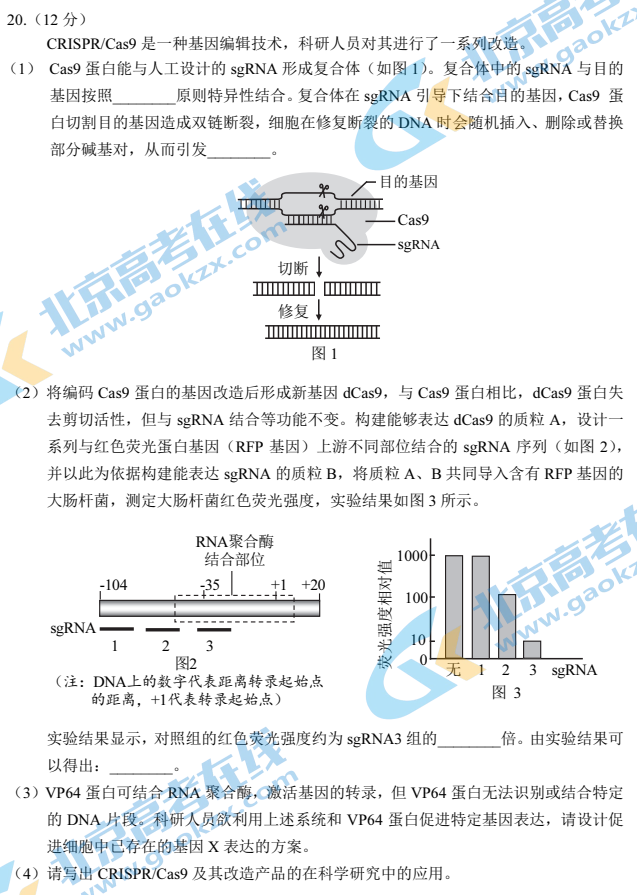 20.（12 分）
CRISPR/Cas9 是一种基因编辑技术，科研人员对其进行了一系列改造。
（1） Cas9 蛋白能与人工设计的 sgRNA 形成复合体（如图 1）。复合体中的 sgRNA 与目的
基因按照________原则特异性结合。复合体在 sgRNA 引导下结合目的基因，Cas9 蛋
白切割目的基因造成双链断裂，细胞在修复断裂的 DNA 时会随机插入、删除或替换
部分碱基对，从而引发________。
目的基因
Cas9
sgRNA
切断
修复
图 1
（2）将编码 Cas9 蛋白的基因改造后形成新基因 dCas9，与 Cas9 蛋白相比，dCas9 蛋白失
去剪切活性，但与 sgRNA 结合等功能不变。构建能够表达 dCas9 的质粒 A，设计一
系列与红色荧光蛋白基因（RFP 基因）上游不同部位结合的 sgRNA 序列（如图 2），
并以此为依据构建能表达 sgRNA 的质粒 B，将质粒 A、B 共同导入含有 RFP 基因的
大肠杆菌，测定大肠杆菌红色荧光强度，实验结果如图 3 所示。
RNA聚合酶
结合部位
-104 -35 +1 +20
sgRNA
1 2 3
图2
（注：DNA上的数字代表距离转录起始点
的距离，+1代表转录起始点）
荧光强度相对值
1000
100
10
0
无 1 2 3 sgRNA
图 3
实验结果显示，对照组的红色荧光强度约为 sgRNA3 组的________倍。由实验结果可
以得出：________。
（3）VP64 蛋白可结合 RNA 聚合酶，激活基因的转录，但 VP64 蛋白无法识别或结合特定
的 DNA 片段。科研人员欲利用上述系统和 VP64 蛋白促进特定基因表达，请设计促
进细胞中已存在的基因 X 表达的方案。
（4）请写出 CRISPR/Cas9 及其改造产品的在科学研究中的应用。
北京高考在线
www.gaokzx.com